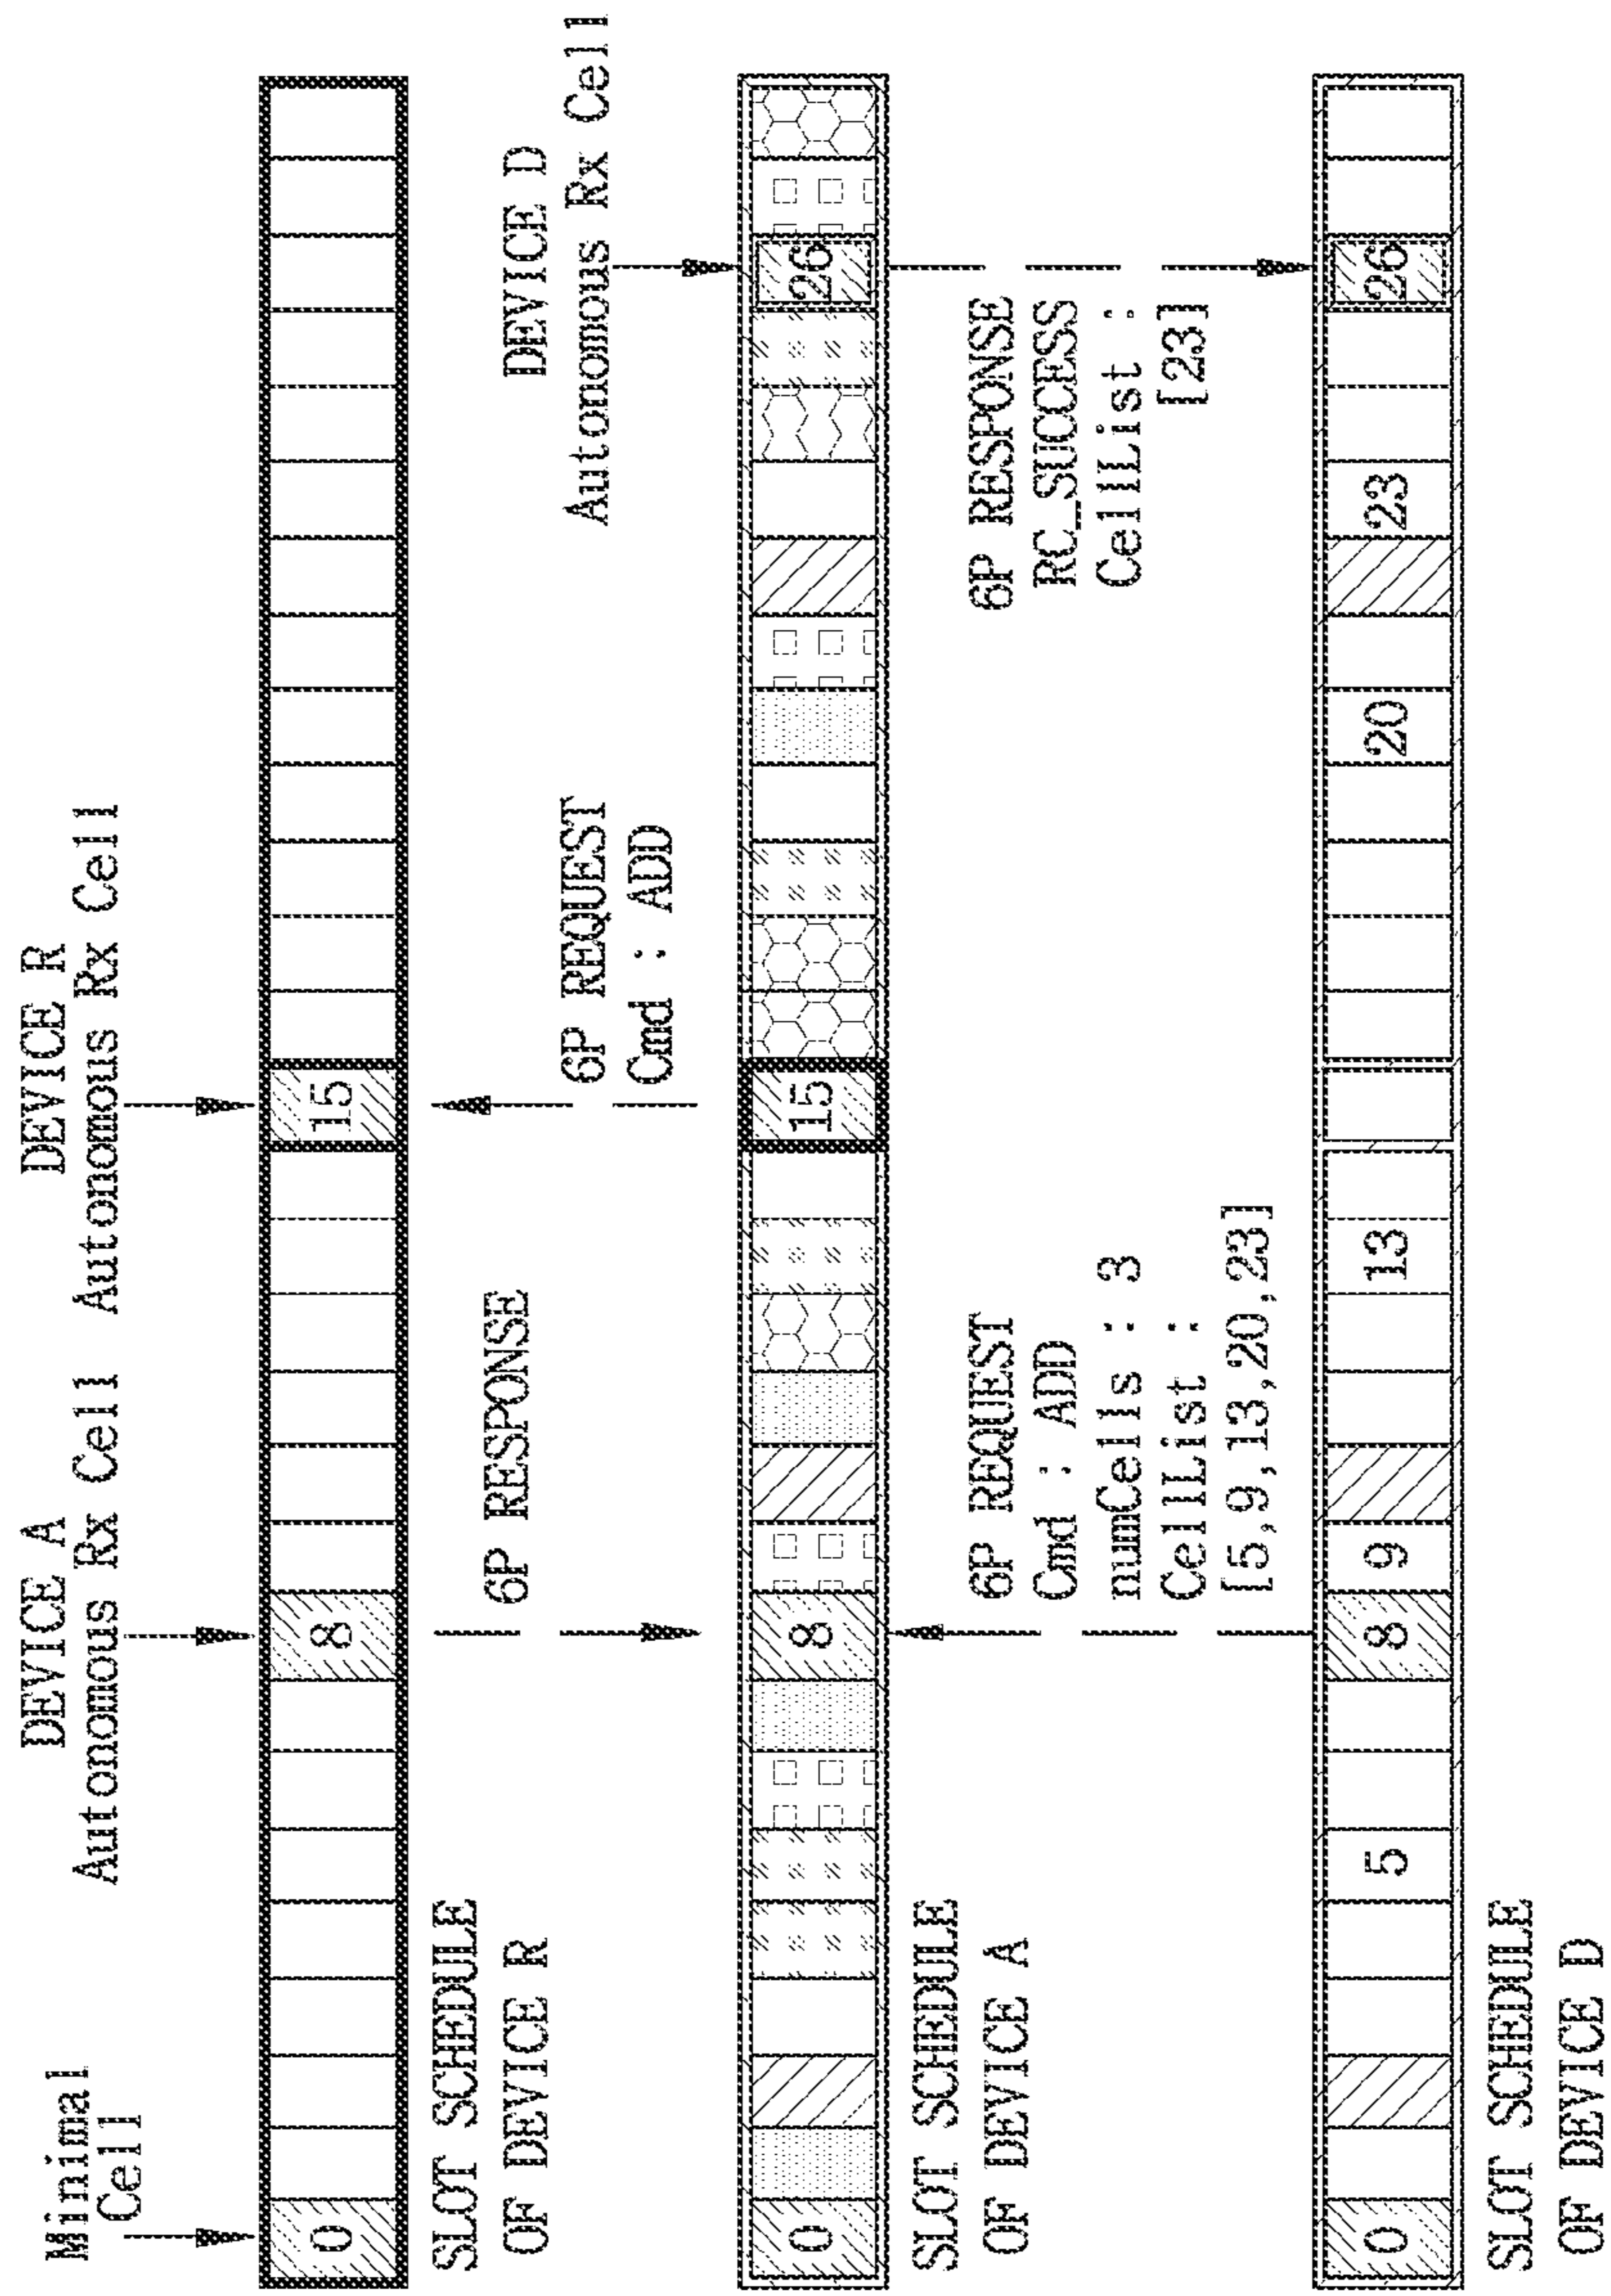 Minimal
Cell
DEVICE A
Autonomous Rx Cell
DEVICE R
Autonomous Rx Cell
0
8
15
SLOT SCHEDULE
OF DEVICE R
6P RESPONSE
6P REQUEST
Cmd : ADD
DEVICE D
Autonomous Rx Cell
0
8
15
26
SLOT SCHEDULE
OF DEVICE A
6P REQUEST
Cmd : ADD
numCells : 3
CellList :
[5,9,13,20,23]
6P RESPONSE
RC_SUCCESS
CellList :
[23]
0
5
8
9
13
20
23
26
SLOT SCHEDULE
OF DEVICE D